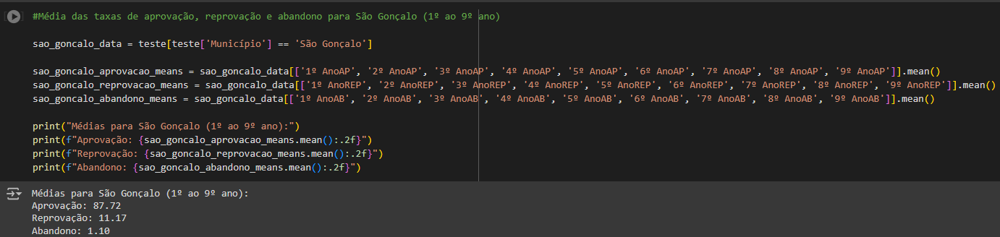 #Média das taxas de aprovação, reprovação e abandono para São Gonçalo (1º ao 9º ano)
sao_goncalo_data = teste[teste['Município'] == 'São Gonçalo']
sao_goncalo_aprovacao_means = sao_goncalo_data[['1º AnoAP', '2º AnoAP', '3º AnoAP', '4º AnoAP', '5º AnoAP', '6º AnoAP', '7º AnoAP', '8º AnoAP', '9º AnoAP']].mean()
sao_goncalo_reprovacao_means = sao_goncalo_data[['1º AnoREP', '2º AnoREP', '3º AnoREP', '4º AnoREP', '5º AnoREP', '6º AnoREP', '7º AnoREP', '8º AnoREP', '9º AnoREP']].mean()
sao_goncalo_abandono_means = sao_goncalo_data[['1º AnoAB', '2º AnoAB', '3º AnoAB', '4º AnoAB', '5º AnoAB', '6º AnoAB', '7º AnoAB', '8º AnoAB', '9º AnoAB']].mean()
print("Médias para São Gonçalo (1º ao 9º ano):")
print(f"Aprovação: {sao_goncalo_aprovacao_means.mean():.2f}")
print(f"Reprovação: {sao_goncalo_reprovacao_means.mean():.2f}")
print(f"Abandono: {sao_goncalo_abandono_means.mean():.2f}")
Médias para São Gonçalo (1º ao 9º ano):
Aprovação: 87.72
Reprovação: 11.17
Abandono: 1.10